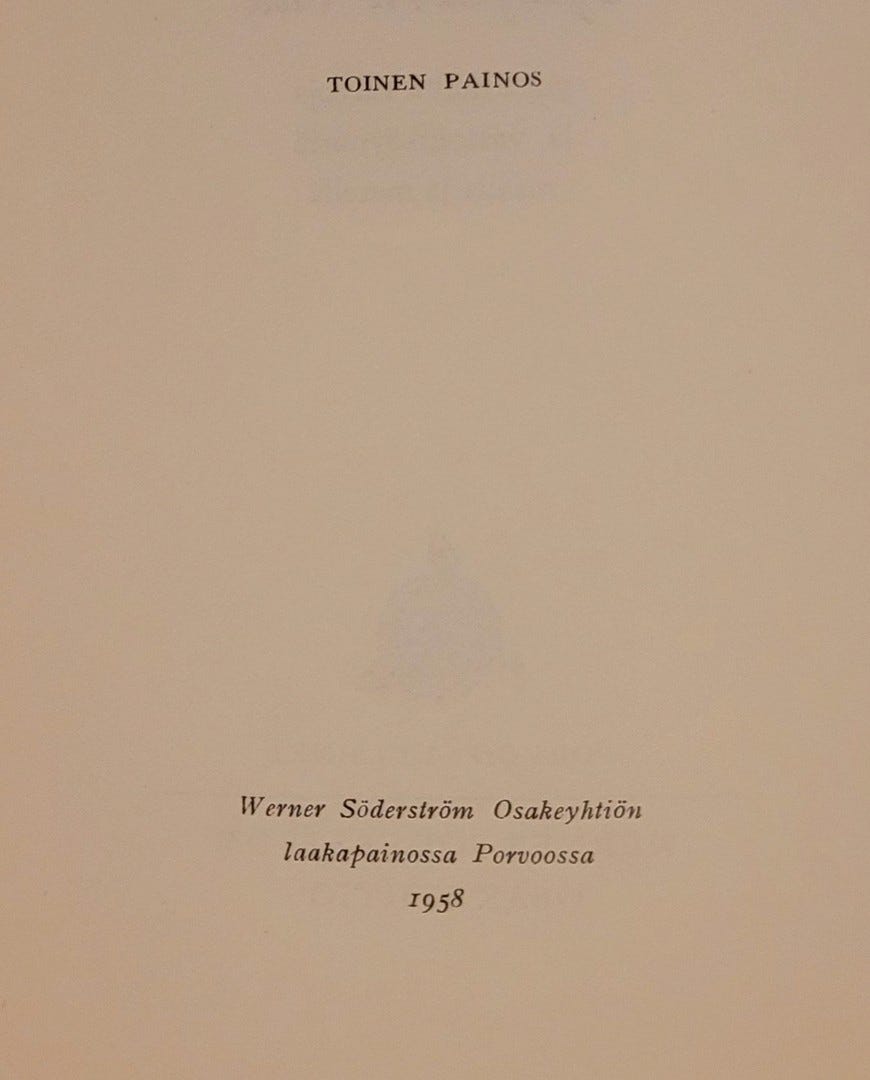 TOINEN PAINOS
Werner Söderström Osakeyhtiön
laakapainossa Porvoossa
1958